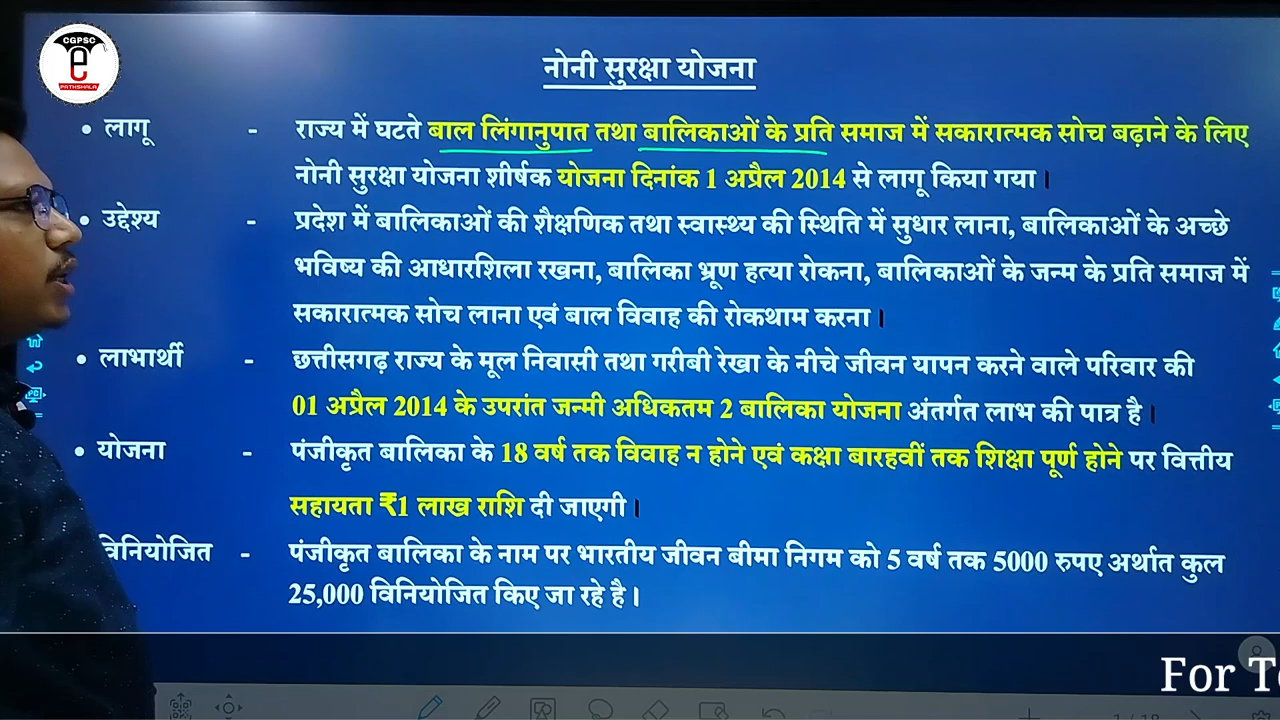 CGPSC
e
PATHSHALA
नोनी सुरक्षा योजना
• लागू - राज्य में घटते बाल लिंगानुपात तथा बालिकाओं के प्रति समाज में सकारात्मक सोच बढ़ाने के लिए
नोनी सुरक्षा योजना शीर्षक योजना दिनांक 1 अप्रैल 2014 से लागू किया गया।
• उद्देश्य - प्रदेश में बालिकाओं की शैक्षणिक तथा स्वास्थ्य की स्थिति में सुधार लाना, बालिकाओं के अच्छे
भविष्य की आधारशिला रखना, बालिका भ्रूण हत्या रोकना, बालिकाओं के जन्म के प्रति समाज में
सकारात्मक सोच लाना एवं बाल विवाह की रोकथाम करना।
• लाभार्थी - छत्तीसगढ़ राज्य के मूल निवासी तथा गरीबी रेखा के नीचे जीवन यापन करने वाले परिवार की
01 अप्रैल 2014 के उपरांत जन्मी अधिकतम 2 बालिका योजना अंतर्गत लाभ की पात्र है।
• योजना - पंजीकृत बालिका के 18 वर्ष तक विवाह न होने एवं कक्षा बारहवीं तक शिक्षा पूर्ण होने पर वित्तीय
सहायता ₹1 लाख राशि दी जाएगी।
विनियोजित - पंजीकृत बालिका के नाम पर भारतीय जीवन बीमा निगम को 5 वर्ष तक 5000 रुपए अर्थात कुल
25,000 विनियोजित किए जा रहे है।
For